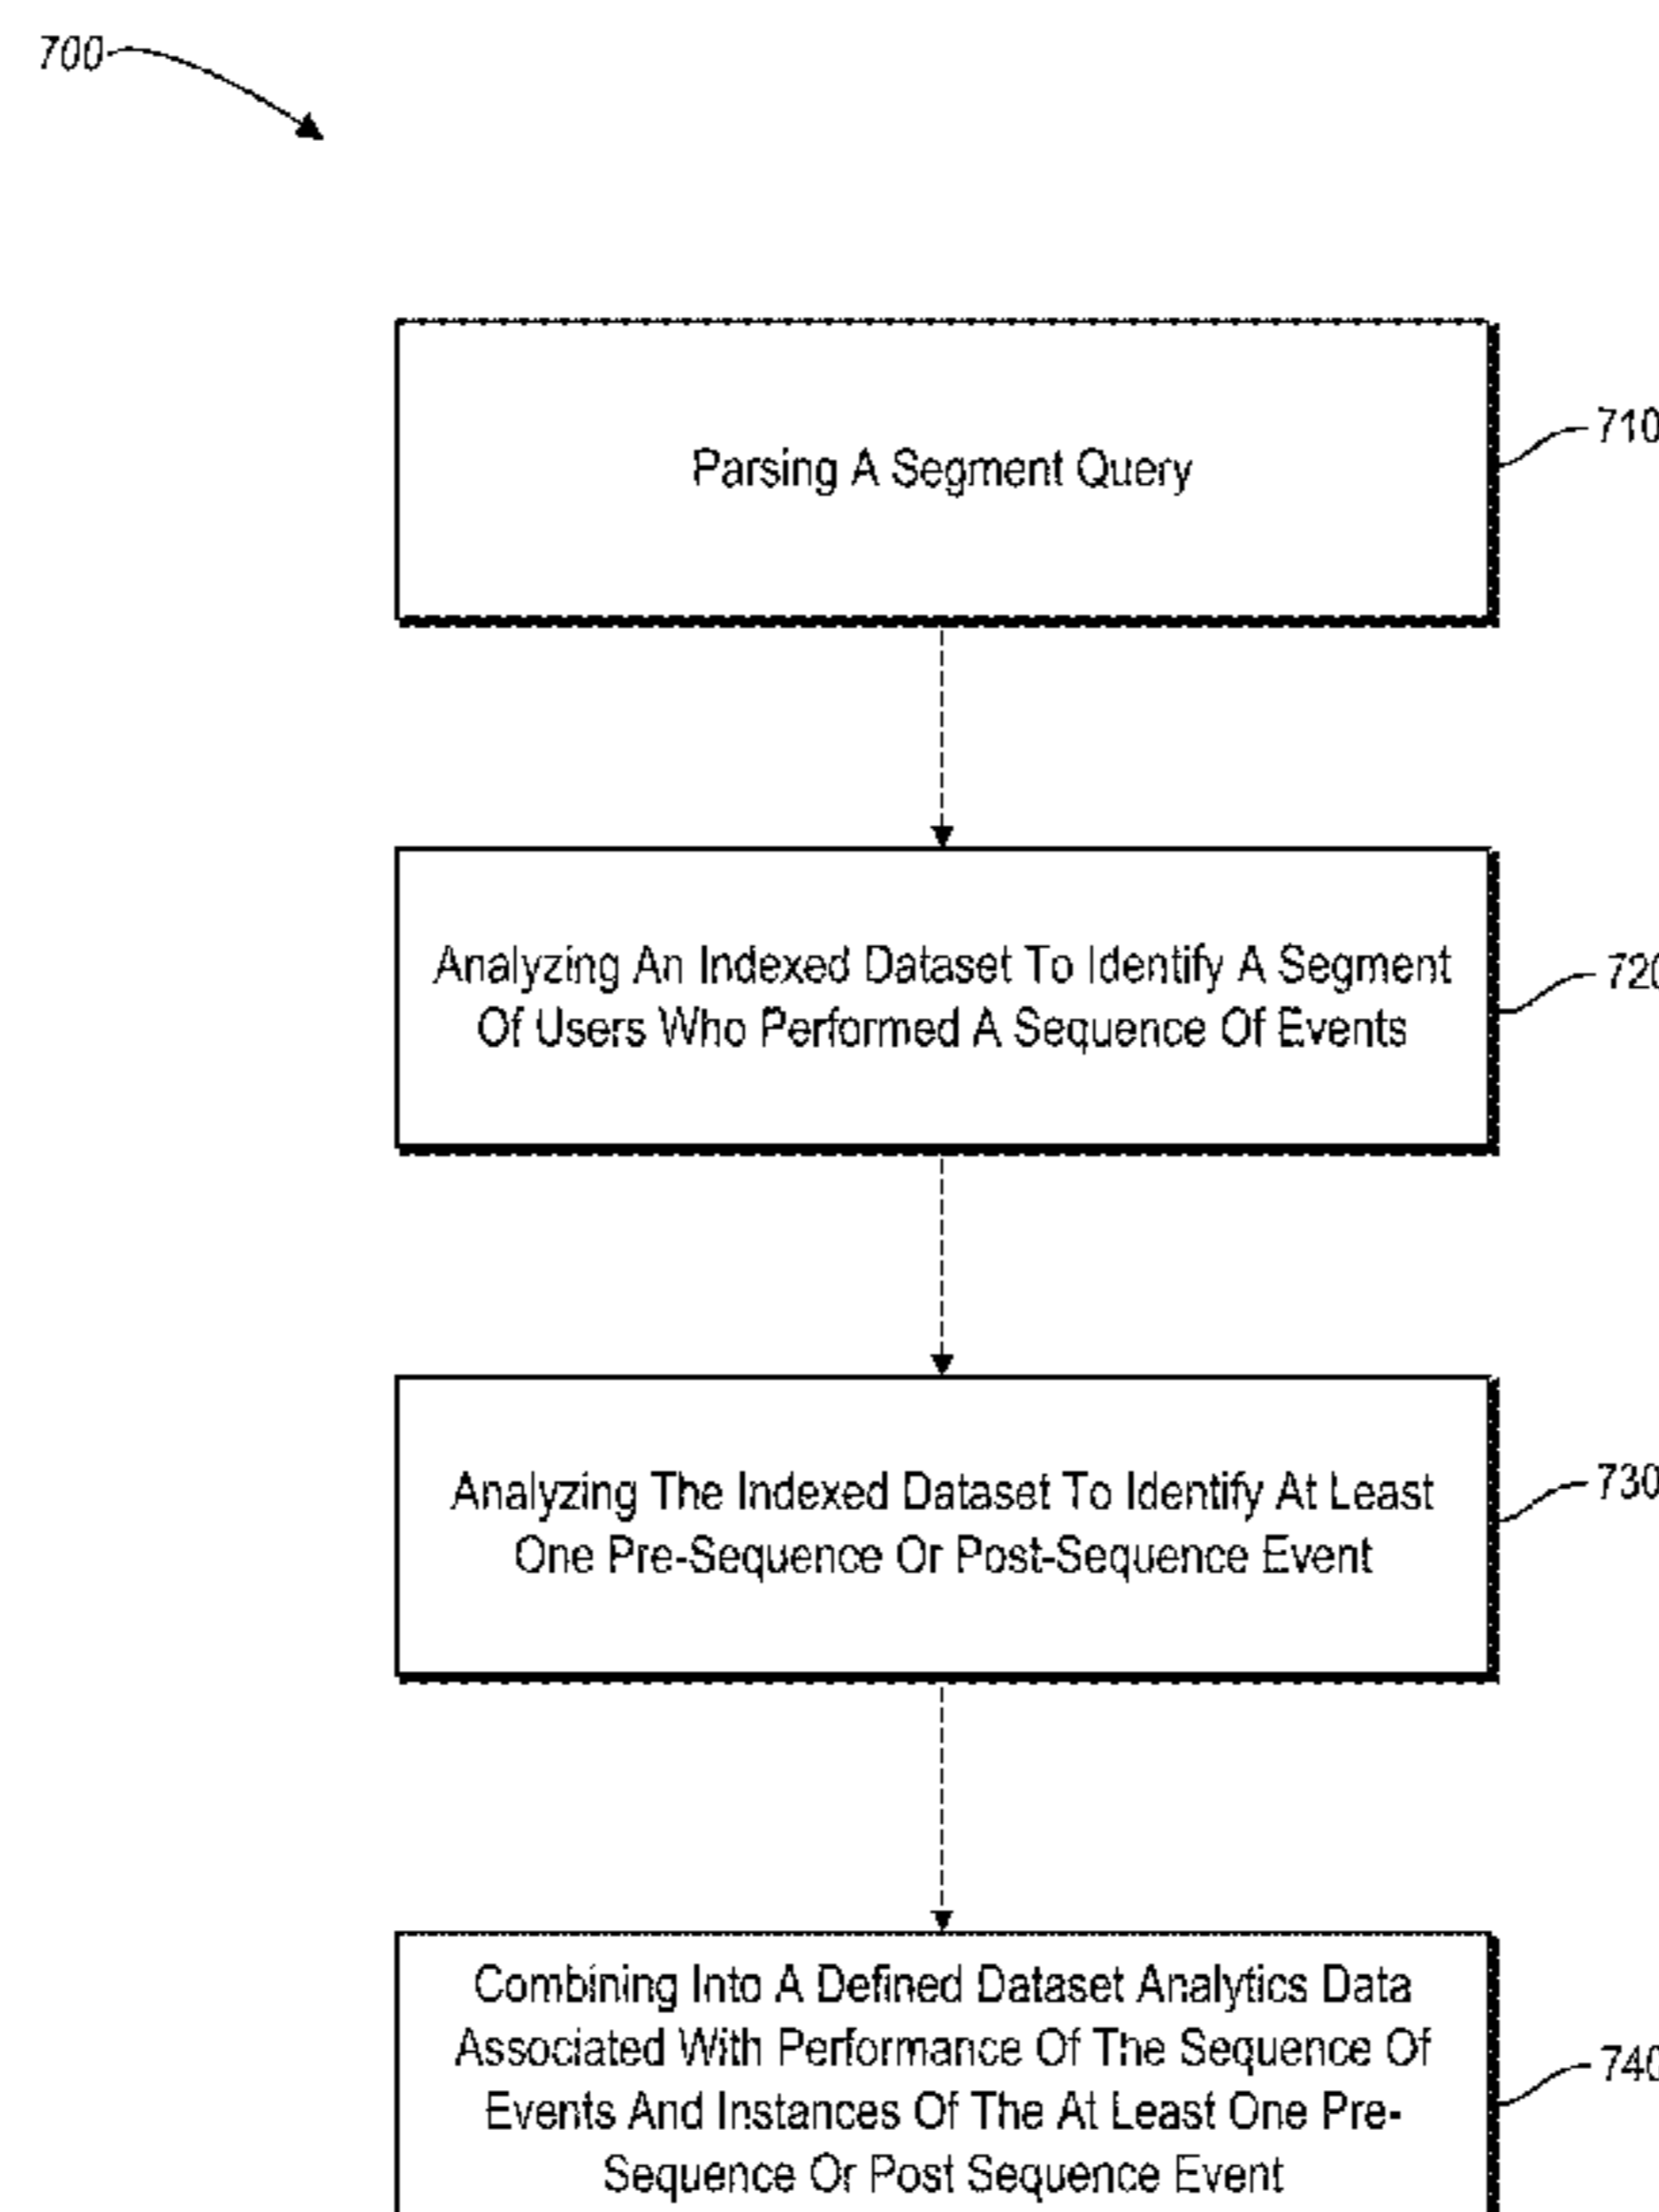 700
Parsing A Segment Query
710
Analyzing An Indexed Dataset To Identify A Segment
Of Users Who Performed A Sequence Of Events
720
Analyzing The Indexed Dataset To Identify At Least
One Pre-Sequence Or Post-Sequence Event
730
Combining Into A Defined Dataset Analytics Data
Associated With Performance Of The Sequence Of
Events And Instances Of The At Least One Pre-
Sequence Or Post Sequence Event
740